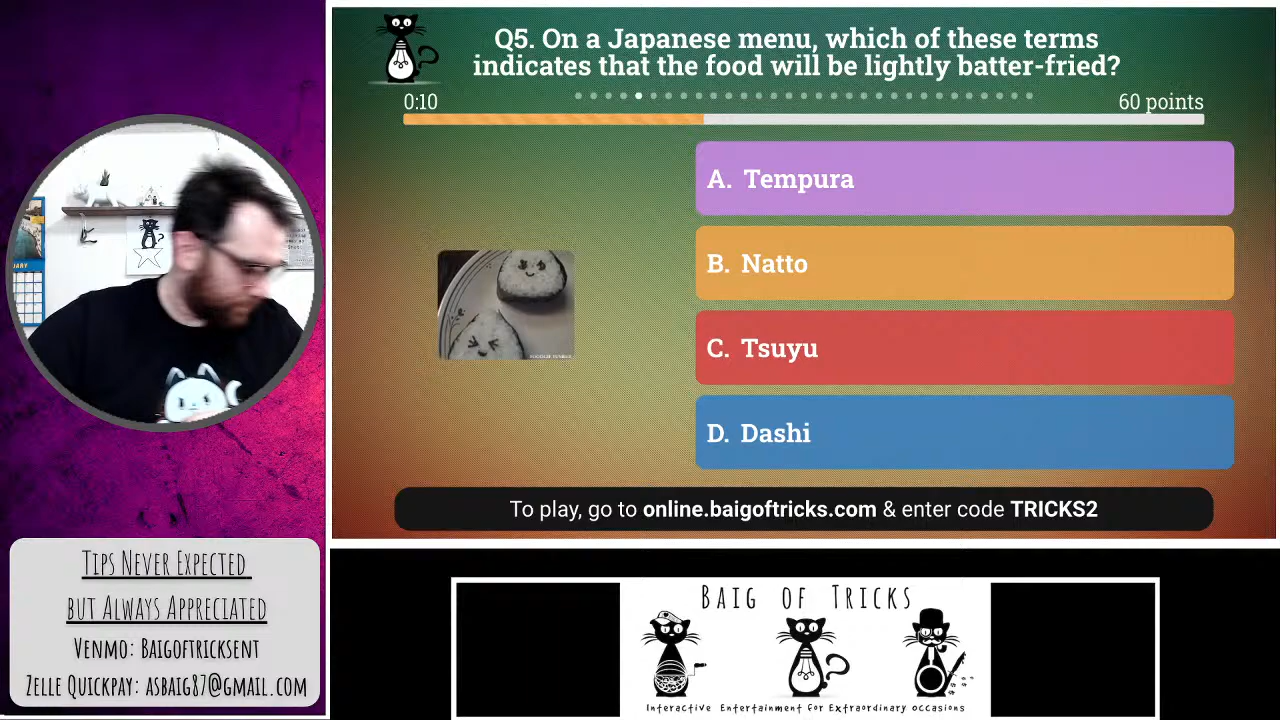 Q5. On a Japanese menu, which of these terms
indicates that the food will be lightly batter-fried?
0:10
60 points
A. Tempura
B. Natto
C. Tsuyu
D. Dashi
To play, go to online.baigoftricks.com & enter code TRICKS2
Tips Never Expected
but Always Appreciated
Venmo: Baigoftricksent
Zelle Quickpay: asbaig87@gmail.com
Baig of Tricks
Interactive Entertainment for Extraordinary Occasions